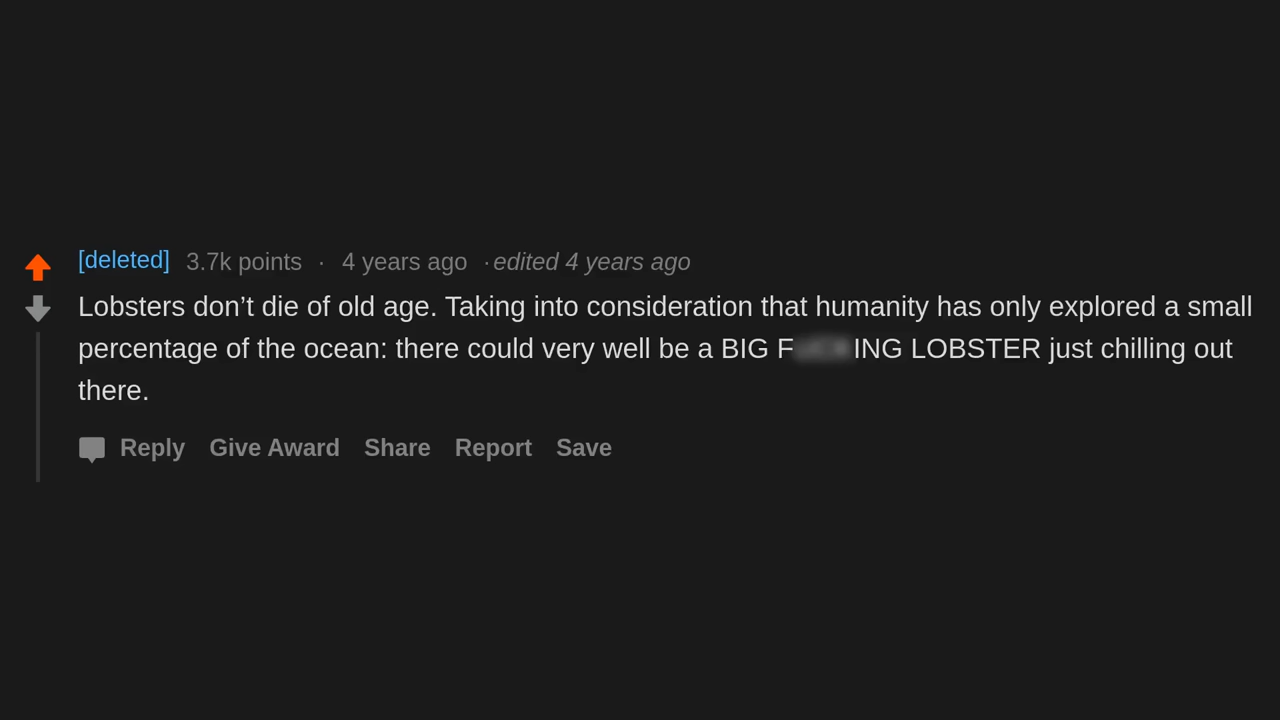 [deleted] 3.7k points · 4 years ago · edited 4 years ago
Lobsters don’t die of old age. Taking into consideration that humanity has only explored a small
percentage of the ocean: there could very well be a BIG F ING LOBSTER just chilling out
there.
Reply Give Award Share Report Save